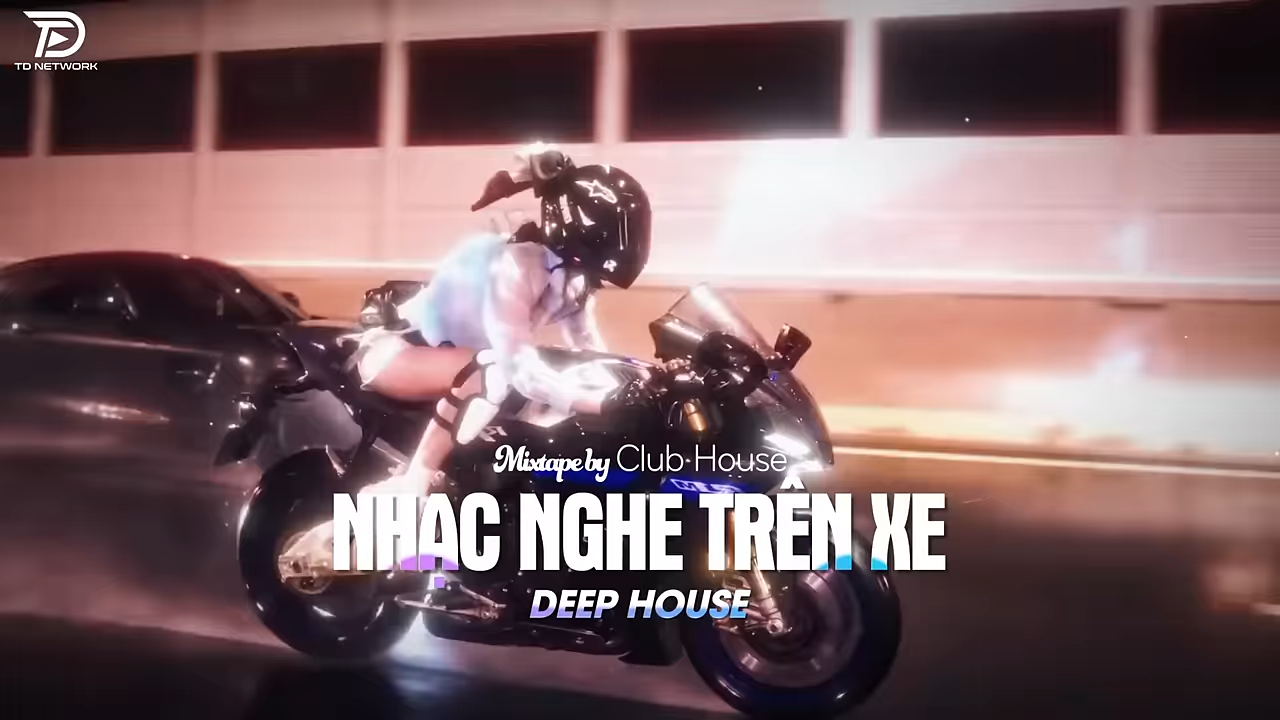 TD NETWORK
Mixtape by Club House
NHẠC NGHE TRÊN XE
DEEP HOUSE